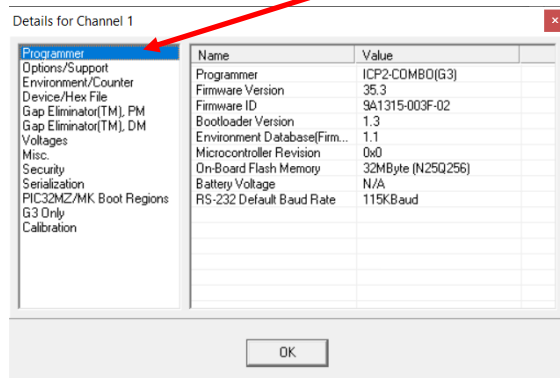 Details for Channel 1
Programmer
Options/Support
Environment/Counter
Device/Hex File
Gap Eliminator(TM), PM
Gap Eliminator(TM), DM
Voltages
Misc.
Security
Serialization
PIC32MZ/MK Boot Regions
G3 Only
Calibration
Name Value
Programmer ICP2-COMBO(G3)
Firmware Version 35.3
Firmware ID 9A1315-003F-02
Bootloader Version 1.3
Environment Database(Firm... 1.1
Microcontroller Revision 0x0
On-Board Flash Memory 32MByte (N25Q256)
Battery Voltage N/A
RS-232 Default Baud Rate 115KBaud
OK